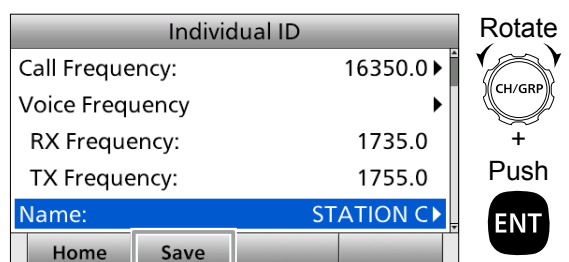 Individual ID
Call Frequency: 16350.0
Voice Frequency
RX Frequency: 1735.0
TX Frequency: 1755.0
Name: STATION C
Home Save
Rotate
CH/GRP
+
Push
ENT